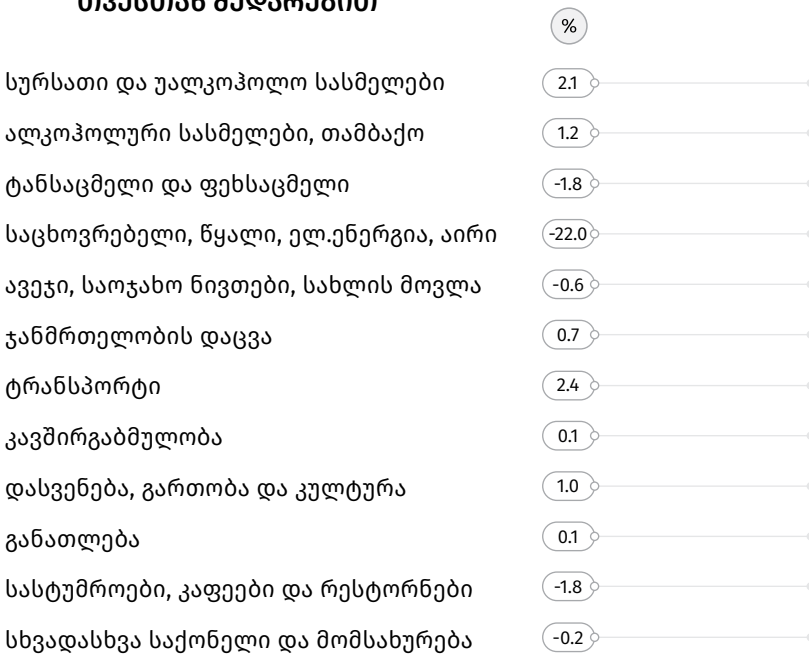 თვესთან შედარებით
%
სურსათი და უალკოჰოლო სასმელები 2.1
ალკოჰოლური სასმელები, თამბაქო 1.2
ტანსაცმელი და ფეხსაცმელი -1.8
საცხოვრებელი, წყალი, ელ.ენერგია, აირი -22.0
ავეჯი, საოჯახო ნივთები, სახლის მოვლა -0.6
ჯანმრთელობის დაცვა 0.7
ტრანსპორტი 2.4
კავშირგაბმულობა 0.1
დასვენება, გართობა და კულტურა 1.0
განათლება 0.1
სასტუმროები, კაფეები და რესტორნები -1.8
სხვადასხვა საქონელი და მომსახურება -0.2